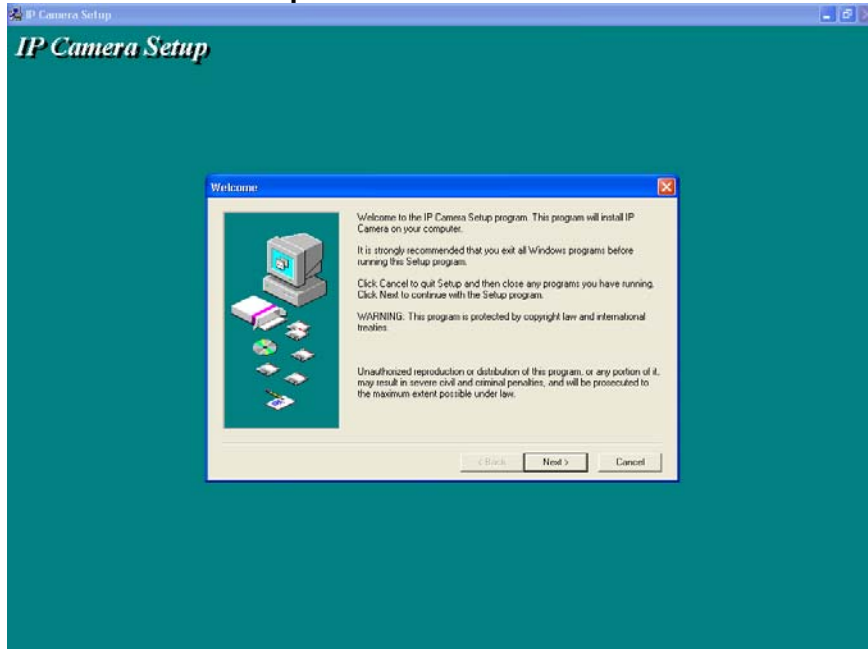 IP Camera Setup
IP Camera Setup
Welcome
Welcome to the IP Camera Setup program. This program will install IP
Camera on your computer.
It is strongly recommended that you exit all Windows programs before
running this Setup program.
Click Cancel to quit Setup and then close any programs you have running.
Click Next to continue with the Setup program.
WARNING: This program is protected by copyright law and international
treaties.
Unauthorized reproduction or distribution of this program, or any portion of it,
may result in severe civil and criminal penalties, and will be prosecuted to
the maximum extent possible under law.
< Back Next > Cancel